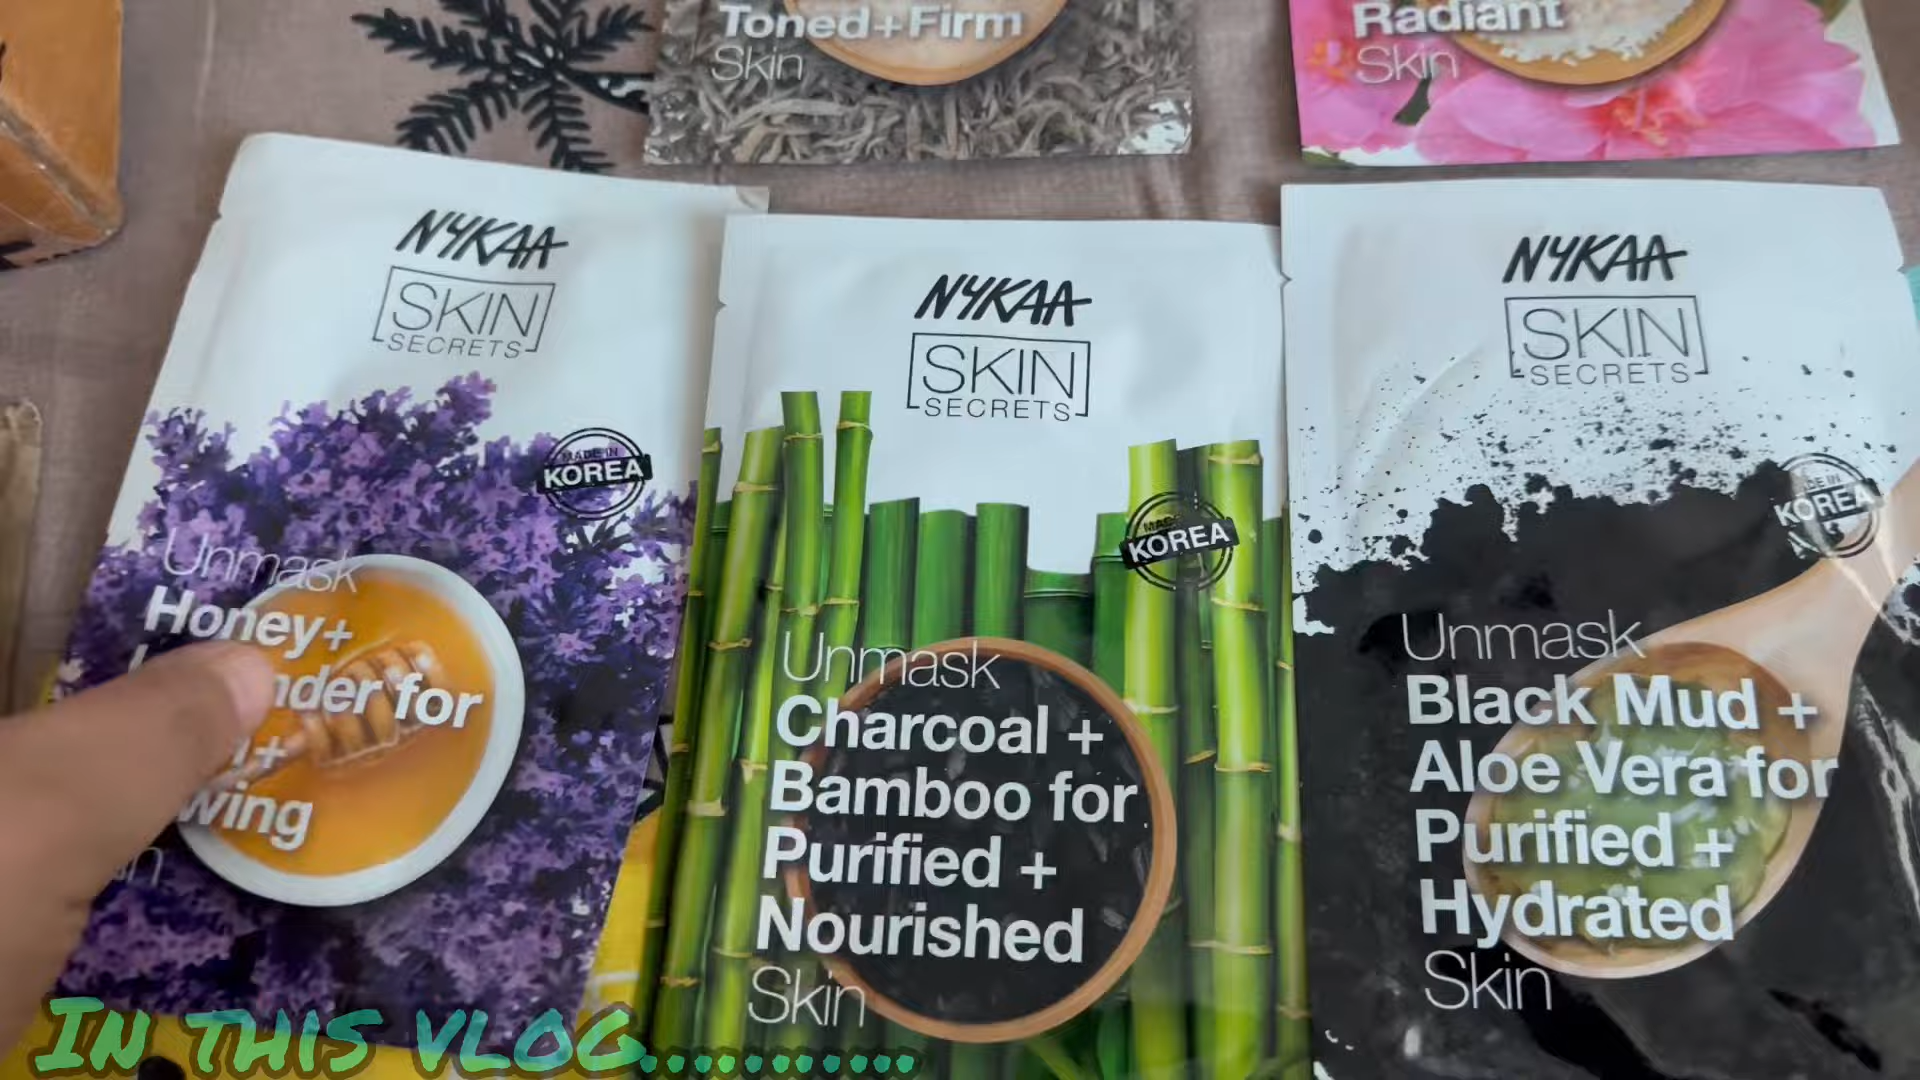 Toned+Firm
Skin
Radiant
Skin
NYKAA
SKIN
SECRETS
MADE IN
KOREA
Unmask
Honey+
nder for
+
wing
NYKAA
SKIN
SECRETS
KOREA
Unmask
Charcoal +
Bamboo for
Purified +
Nourished
Skin
NYKAA
SKIN
SECRETS
MADE IN
KOREA
Unmask
Black Mud +
Aloe Vera for
Purified +
Hydrated
Skin
IN THIS VLOG...........